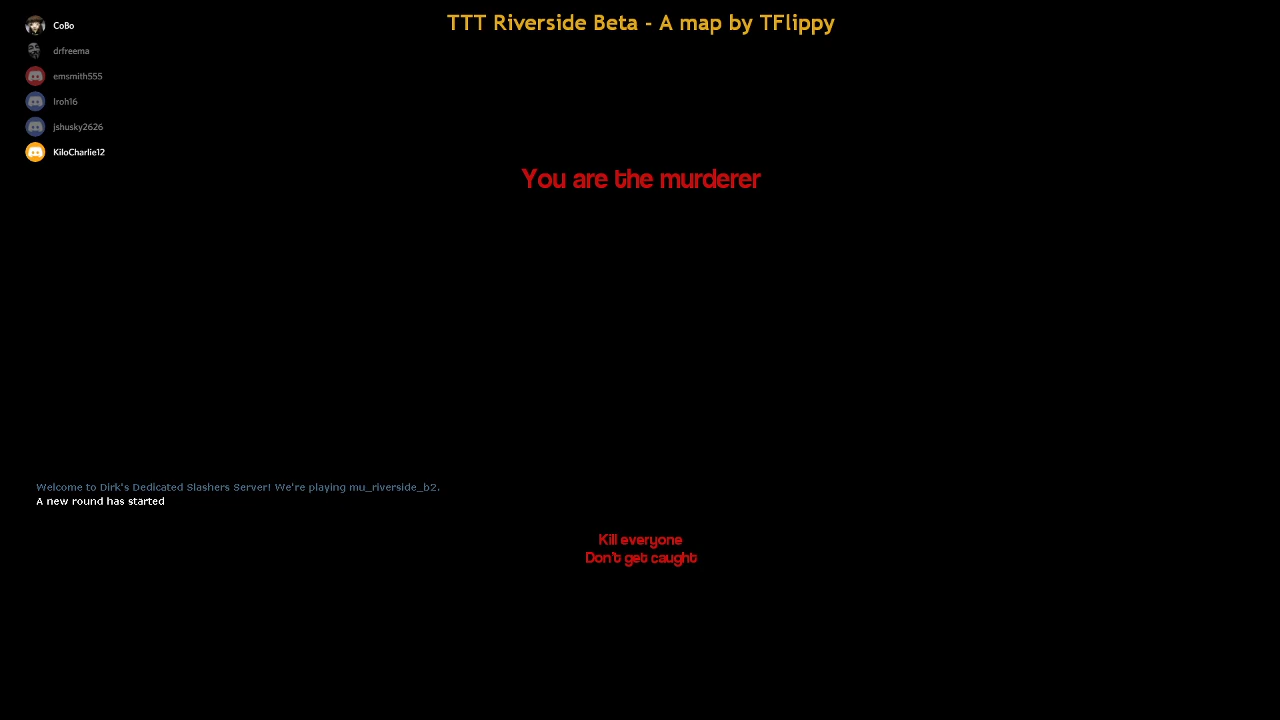 TTT Riverside Beta - A map by TFlippy
CoBo
drfreema
emsmith555
Iroh16
jshusky2626
KiloCharlie12
You are the murderer
Welcome to Dirk's Dedicated Slashers Server! We're playing mu_riverside_b2.
A new round has started
Kill everyone
Don't get caught